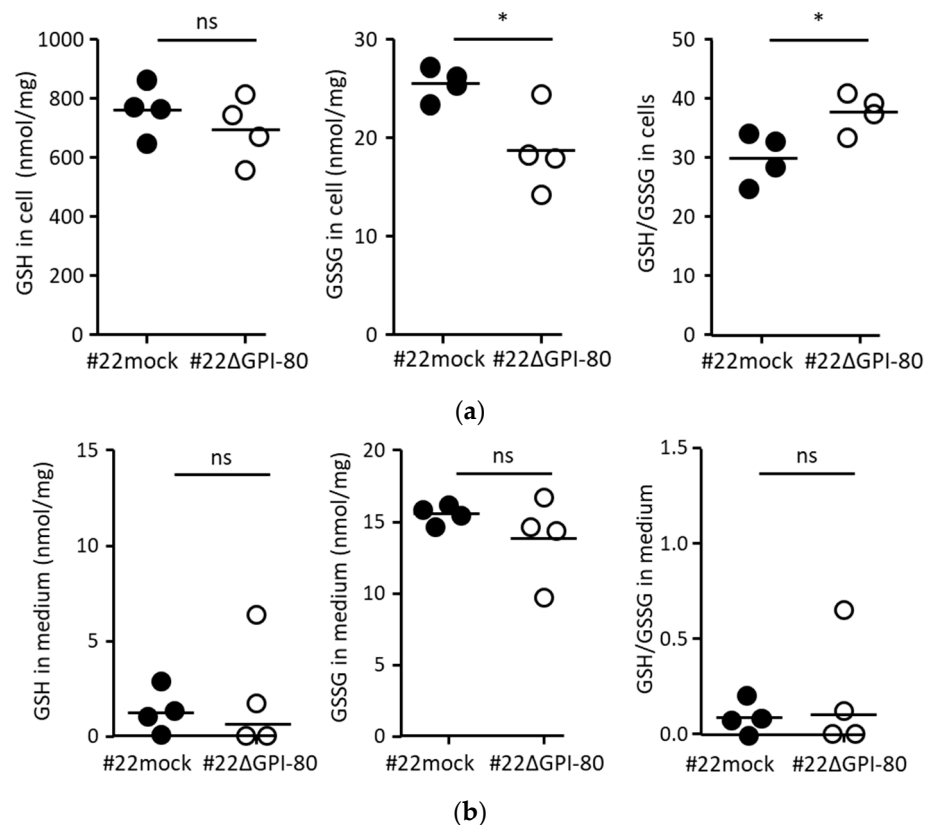 ns
GSH in cell (nmol/mg)
1000
800
600
400
200
0
#22mock #22ΔGPI-80
*
GSSG in cell (nmol/mg)
30
20
10
0
#22mock #22ΔGPI-80
*
GSH/GSSG in cells
50
40
30
20
10
0
#22mock #22ΔGPI-80
(a)
ns
GSH in medium (nmol/mg)
15
10
5
0
#22mock #22ΔGPI-80
ns
GSSG in medium (nmol/mg)
20
15
10
5
0
#22mock #22ΔGPI-80
ns
GSH/GSSG in medium
1.5
1.0
0.5
0.0
#22mock #22ΔGPI-80
(b)